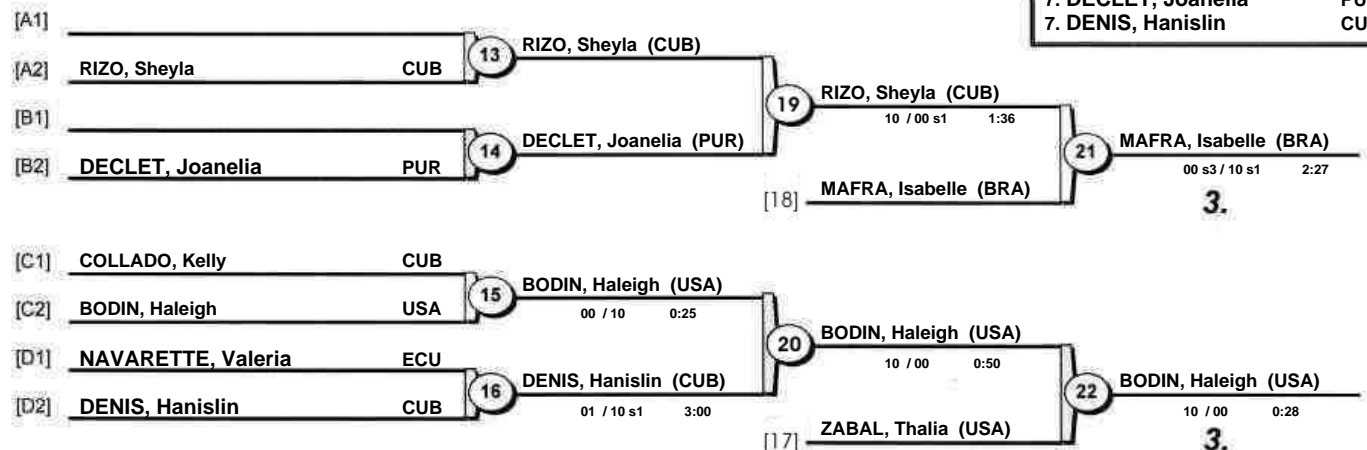 7. DECLET, Joanelia
7. DENIS, Hanislin CU
[A1]
13 RIZO, Sheyla (CUB)
[A2] RIZO, Sheyla CUB
19 RIZO, Sheyla (CUB)
10 / 00 s1 1:36
[B1]
14 DECLET, Joanelia (PUR)
21 MAFRA, Isabelle (BRA)
00 s3 / 10 s1 2:27
[B2] DECLET, Joanelia PUR
[18] MAFRA, Isabelle (BRA)
3.
[C1] COLLADO, Kelly CUB
15 BODIN, Haleigh (USA)
00 / 10 0:25
[C2] BODIN, Haleigh USA
20 BODIN, Haleigh (USA)
10 / 00 0:50
[D1] NAVARETTE, Valeria ECU
16 DENIS, Hanislin (CUB)
01 / 10 s1 3:00
22 BODIN, Haleigh (USA)
10 / 00 0:28
[D2] DENIS, Hanislin CUB
[17] ZABAL, Thalia (USA)
3.